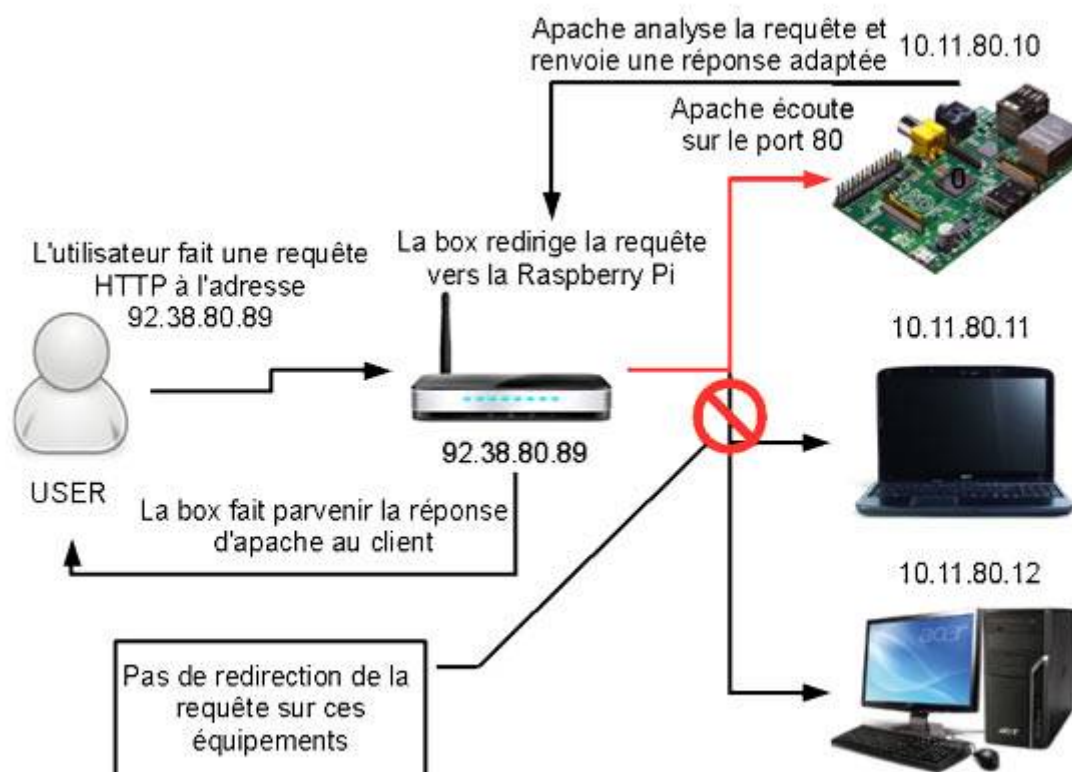 Apache analyse la requête et
renvoie une réponse adaptée
10.11.80.10
Apache écoute
sur le port 80
0
L'utilisateur fait une requête
HTTP à l'adresse
92.38.80.89
La box redirige la requête
vers la Raspberry Pi
10.11.80.11
92.38.80.89
USER
La box fait parvenir la réponse
d'apache au client
10.11.80.12
acer
Pas de redirection de la
requête sur ces
équipements